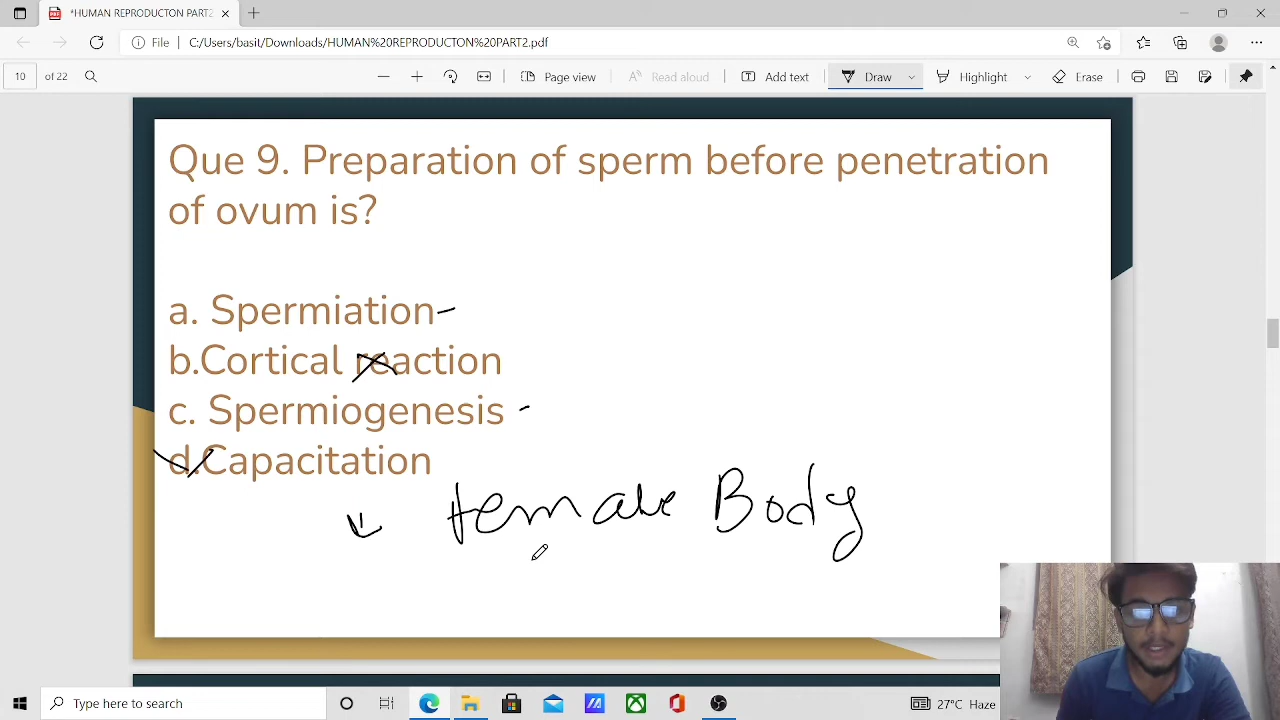 *HUMAN REPRODUCTON PART2
File C:/Users/basit/Downloads/HUMAN%20REPRODUCTON%20PART2.pdf
10 of 22 Page view Read aloud Add text Draw Highlight Erase
Que 9. Preparation of sperm before penetration
of ovum is?
a. Spermiation
b.Cortical reaction
c. Spermiogenesis
d.Capacitation
female Body
Type here to search 27°C Haze